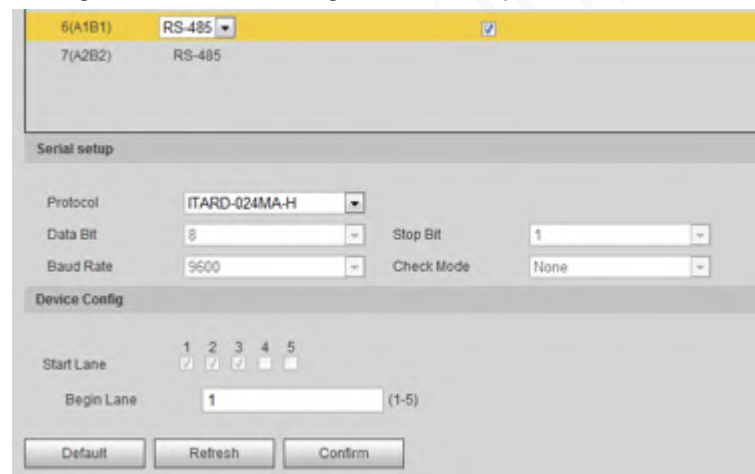 6(A1B1) RS-485
7(A2B2) RS-485
Serial setup
Protocol ITARD-024MA-H
Data Bit 8 Stop Bit 1
Baud Rate 9600 Check Mode None
Device Config
1 2 3 4 5
Start Lane
Begin Lane 1 (1-5)
Default Refresh Confirm